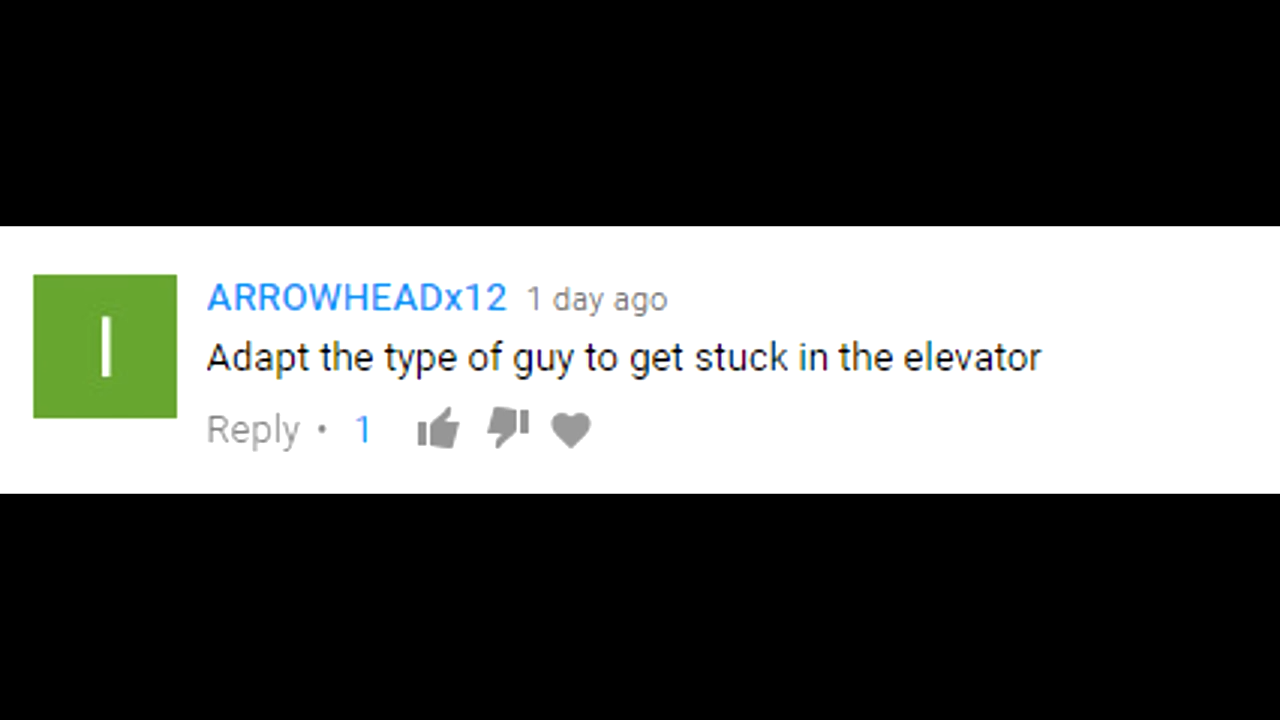 I
ARROWHEADx12 1 day ago
Adapt the type of guy to get stuck in the elevator
Reply • 1